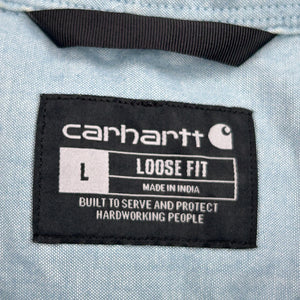 carhartt
L LOOSE FIT
MADE IN INDIA
BUILT TO SERVE AND PROTECT
HARDWORKING PEOPLE